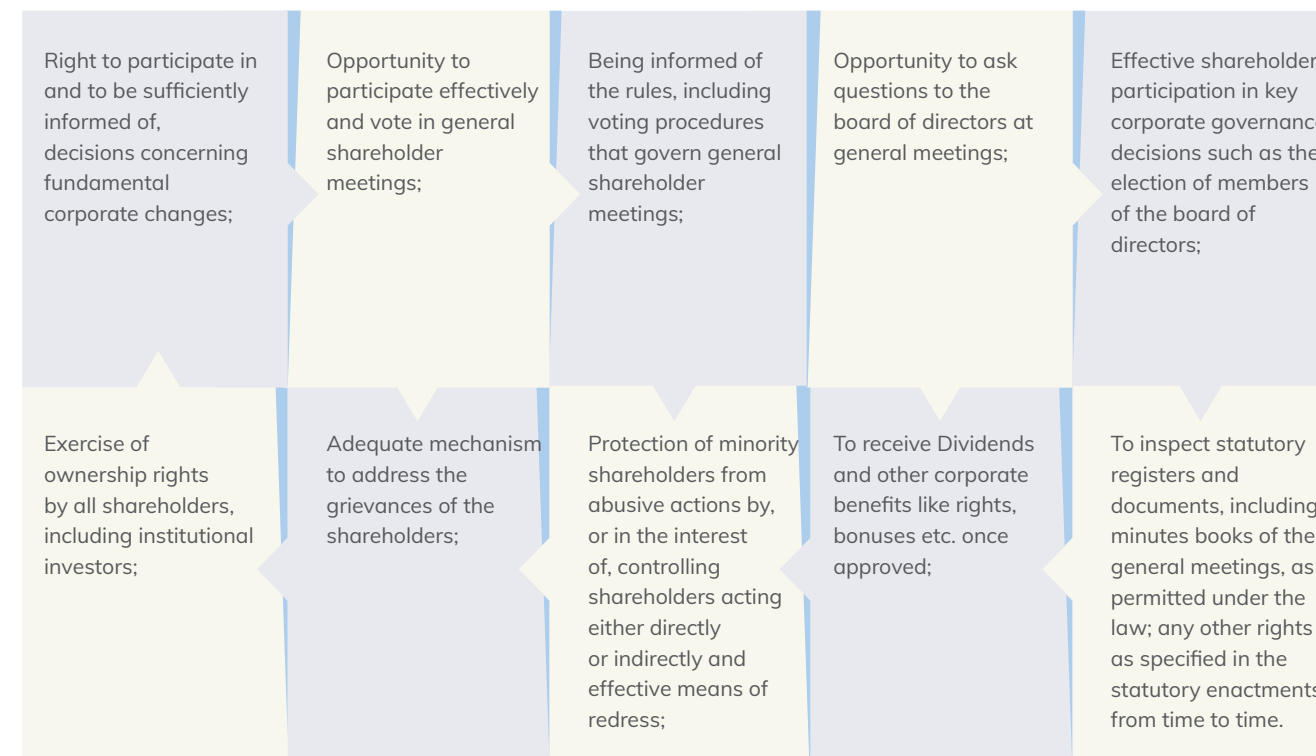 Right to participate in
and to be sufficiently
informed of,
decisions concerning
fundamental
corporate changes;
Opportunity to
participate effectively
and vote in general
shareholder
meetings;
Being informed of
the rules, including
voting procedures
that govern general
shareholder
meetings;
Opportunity to ask
questions to the
board of directors at
general meetings;
Effective shareholder
participation in key
corporate governance
decisions such as the
election of members
of the board of
directors;
Exercise of
ownership rights
by all shareholders,
including institutional
investors;
Adequate mechanism
to address the
grievances of the
shareholders;
Protection of minority
shareholders from
abusive actions by,
or in the interest
of, controlling
shareholders acting
either directly
or indirectly and
effective means of
redress;
To receive Dividends
and other corporate
benefits like rights,
bonuses etc. once
approved;
To inspect statutory
registers and
documents, including
minutes books of the
general meetings, as
permitted under the
law; any other rights
as specified in the
statutory enactments
from time to time.